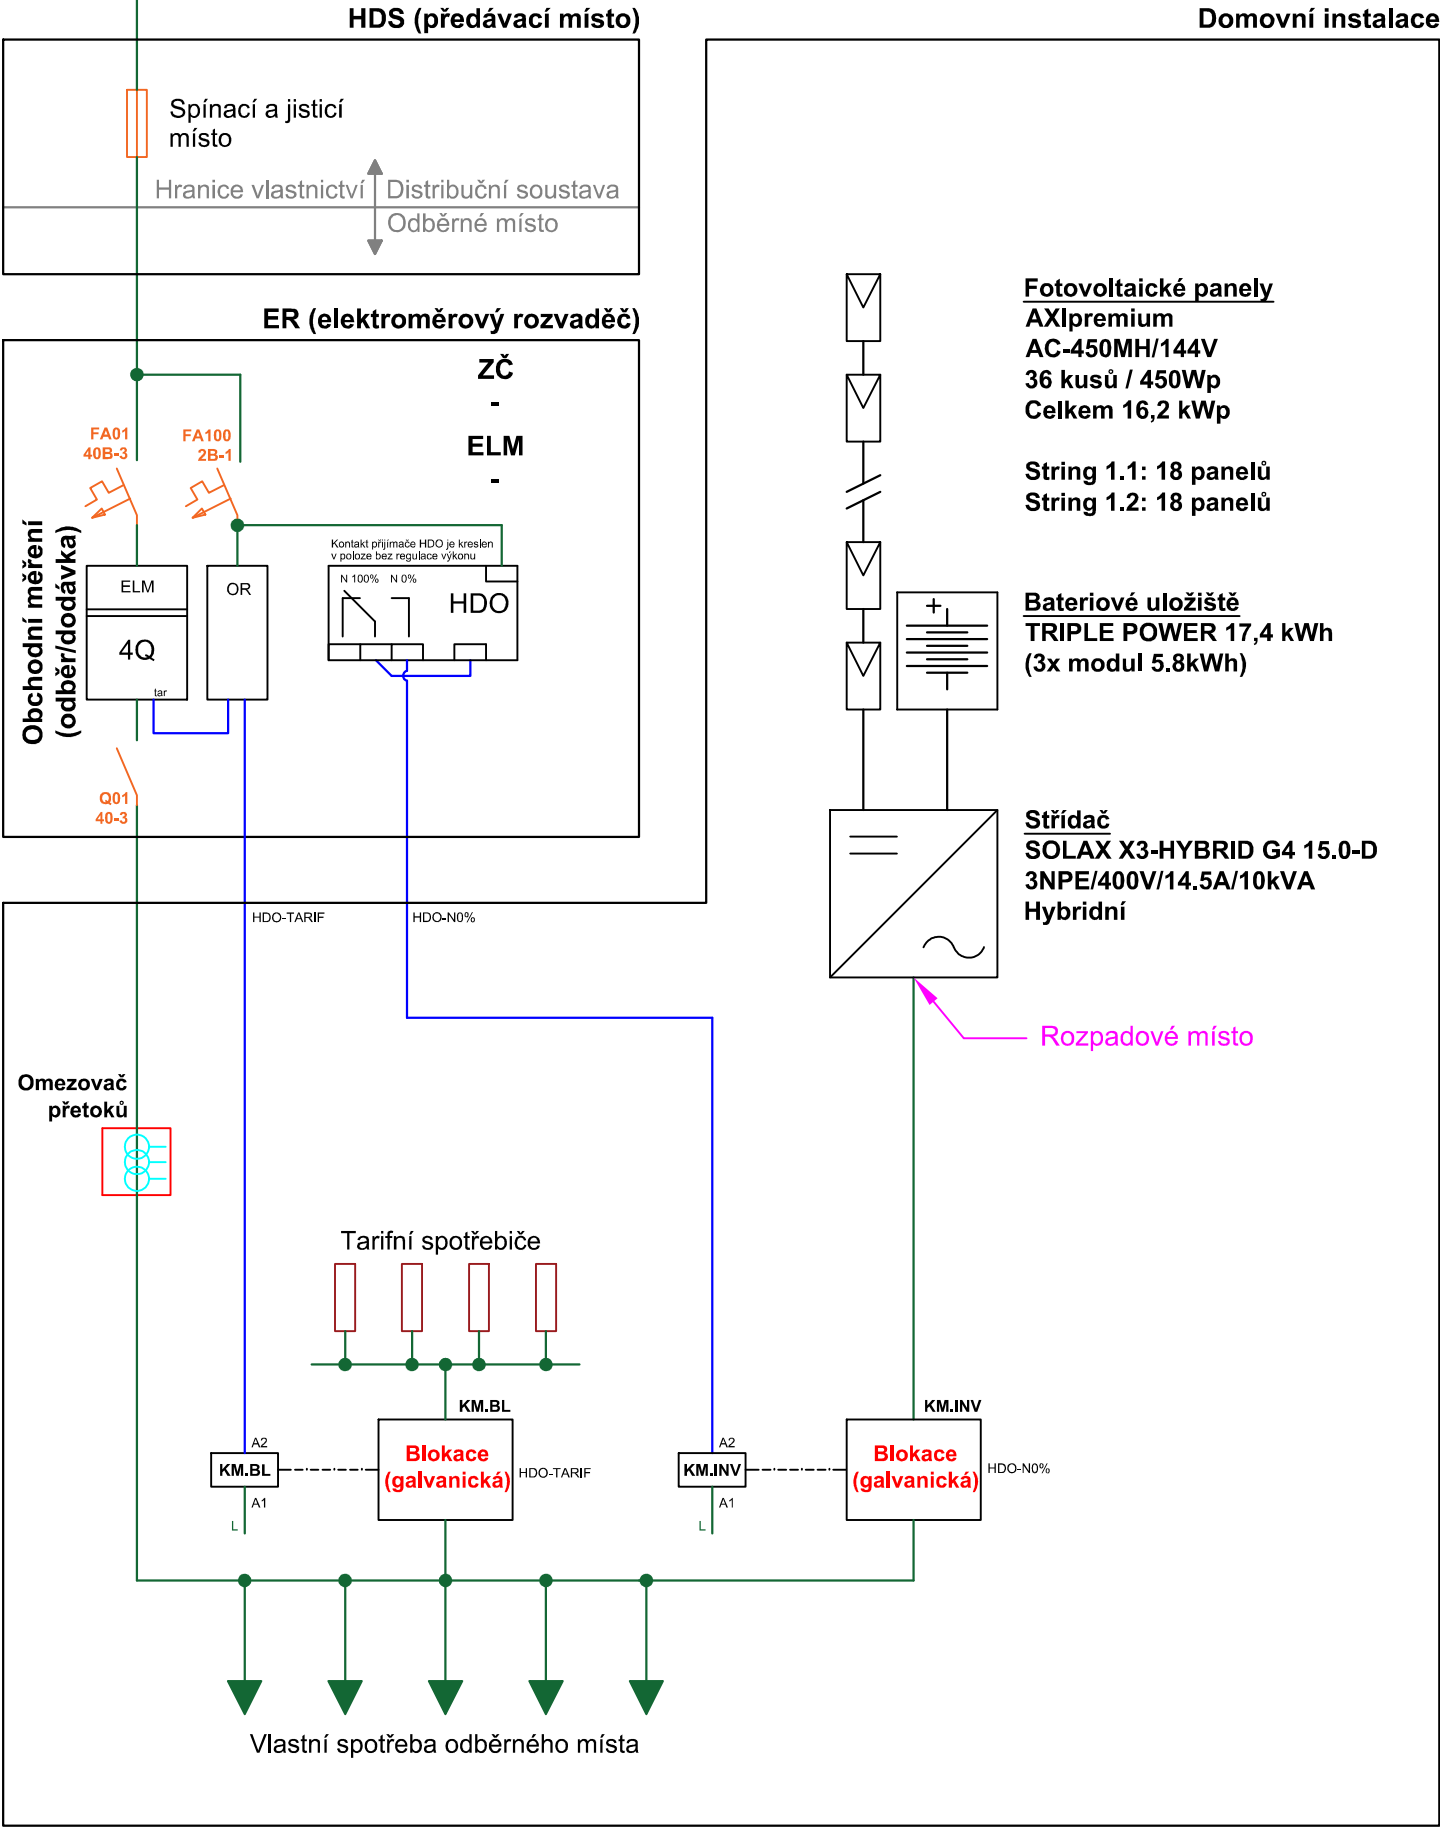 HDS (předávací místo)
Domovní instalace
Spínací a jisticí
místo
Hranice vlastnictví
Distribuční soustava
Odběrné místo
ER (elektroměrový rozvaděč)
ZČ
-
ELM
-
FA01
40B-3
FA100
2B-1
Obchodní měření
(odběr/dodávka)
Kontakt přijímače HDO je kreslen
v poloze bez regulace výkonu
N 100%
N 0%
HDO
ELM
4Q
tar
OR
Q01
40-3
Fotovoltaické panely
AXIpremium
AC-450MH/144V
36 kusů / 450Wp
Celkem 16,2 kWp
String 1.1: 18 panelů
String 1.2: 18 panelů
+
Bateriové uložiště
TRIPLE POWER 17,4 kWh
(3x modul 5.8kWh)
Střídač
SOLAX X3-HYBRID G4 15.0-D
3NPE/400V/14.5A/10kVA
Hybridní
HDO-TARIF
HDO-N0%
Rozpadové místo
Omezovač
přetoků
Tarifní spotřebiče
KM.BL
A2
KM.BL
A1
L
Blokace
(galvanická)
HDO-TARIF
KM.INV
A2
KM.INV
A1
L
Blokace
(galvanická)
HDO-N0%
Vlastní spotřeba odběrného místa